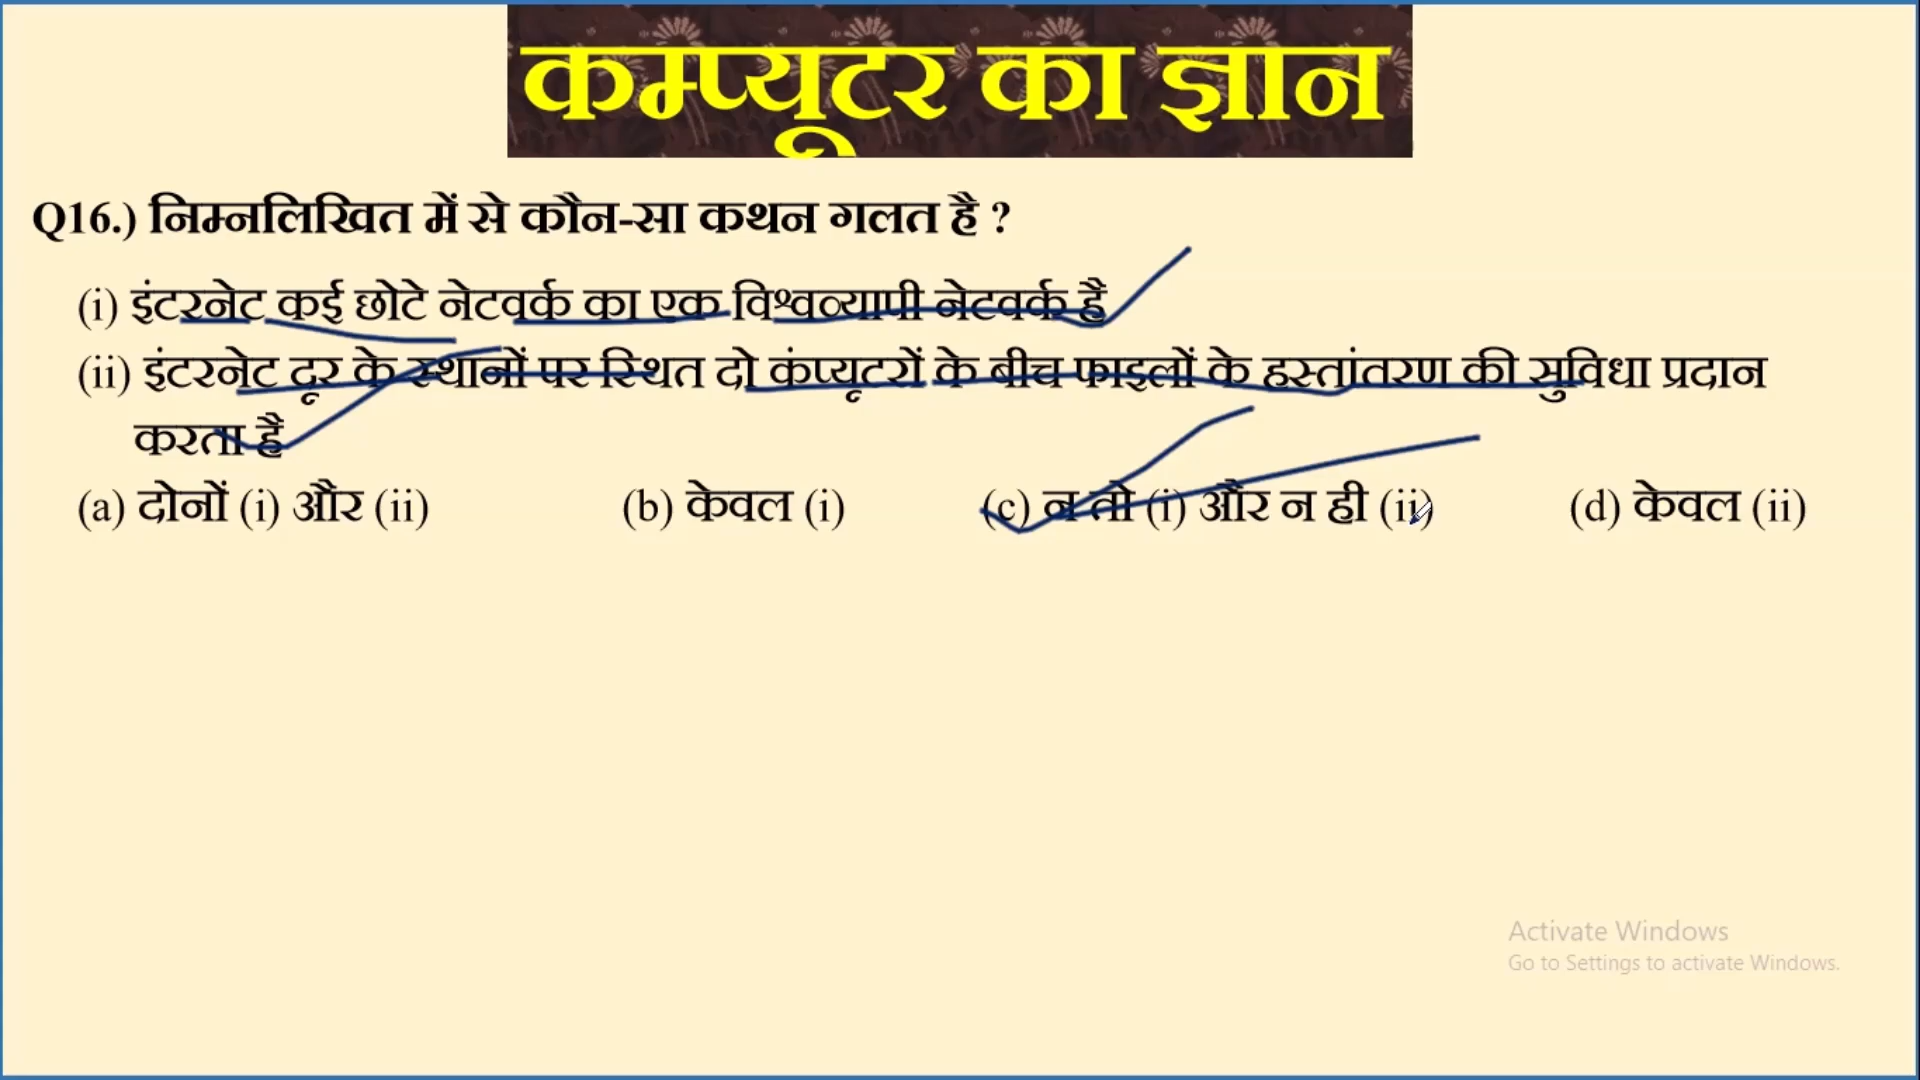 कम्प्यूटर का ज्ञान
Q16.) निम्नलिखित में से कौन-सा कथन गलत है ?
(i) इंटरनेट कई छोटे नेटवर्क का एक विश्वव्यापी नेटवर्क है
(ii) इंटरनेट दूर के स्थानों पर स्थित दो कंप्यूटरों के बीच फाइलों के हस्तांतरण की सुविधा प्रदान
करता है
(a) दोनों (i) और (ii) (b) केवल (i) (c) न तो (i) और न ही (ii) (d) केवल (ii)
Activate Windows
Go to Settings to activate Windows.